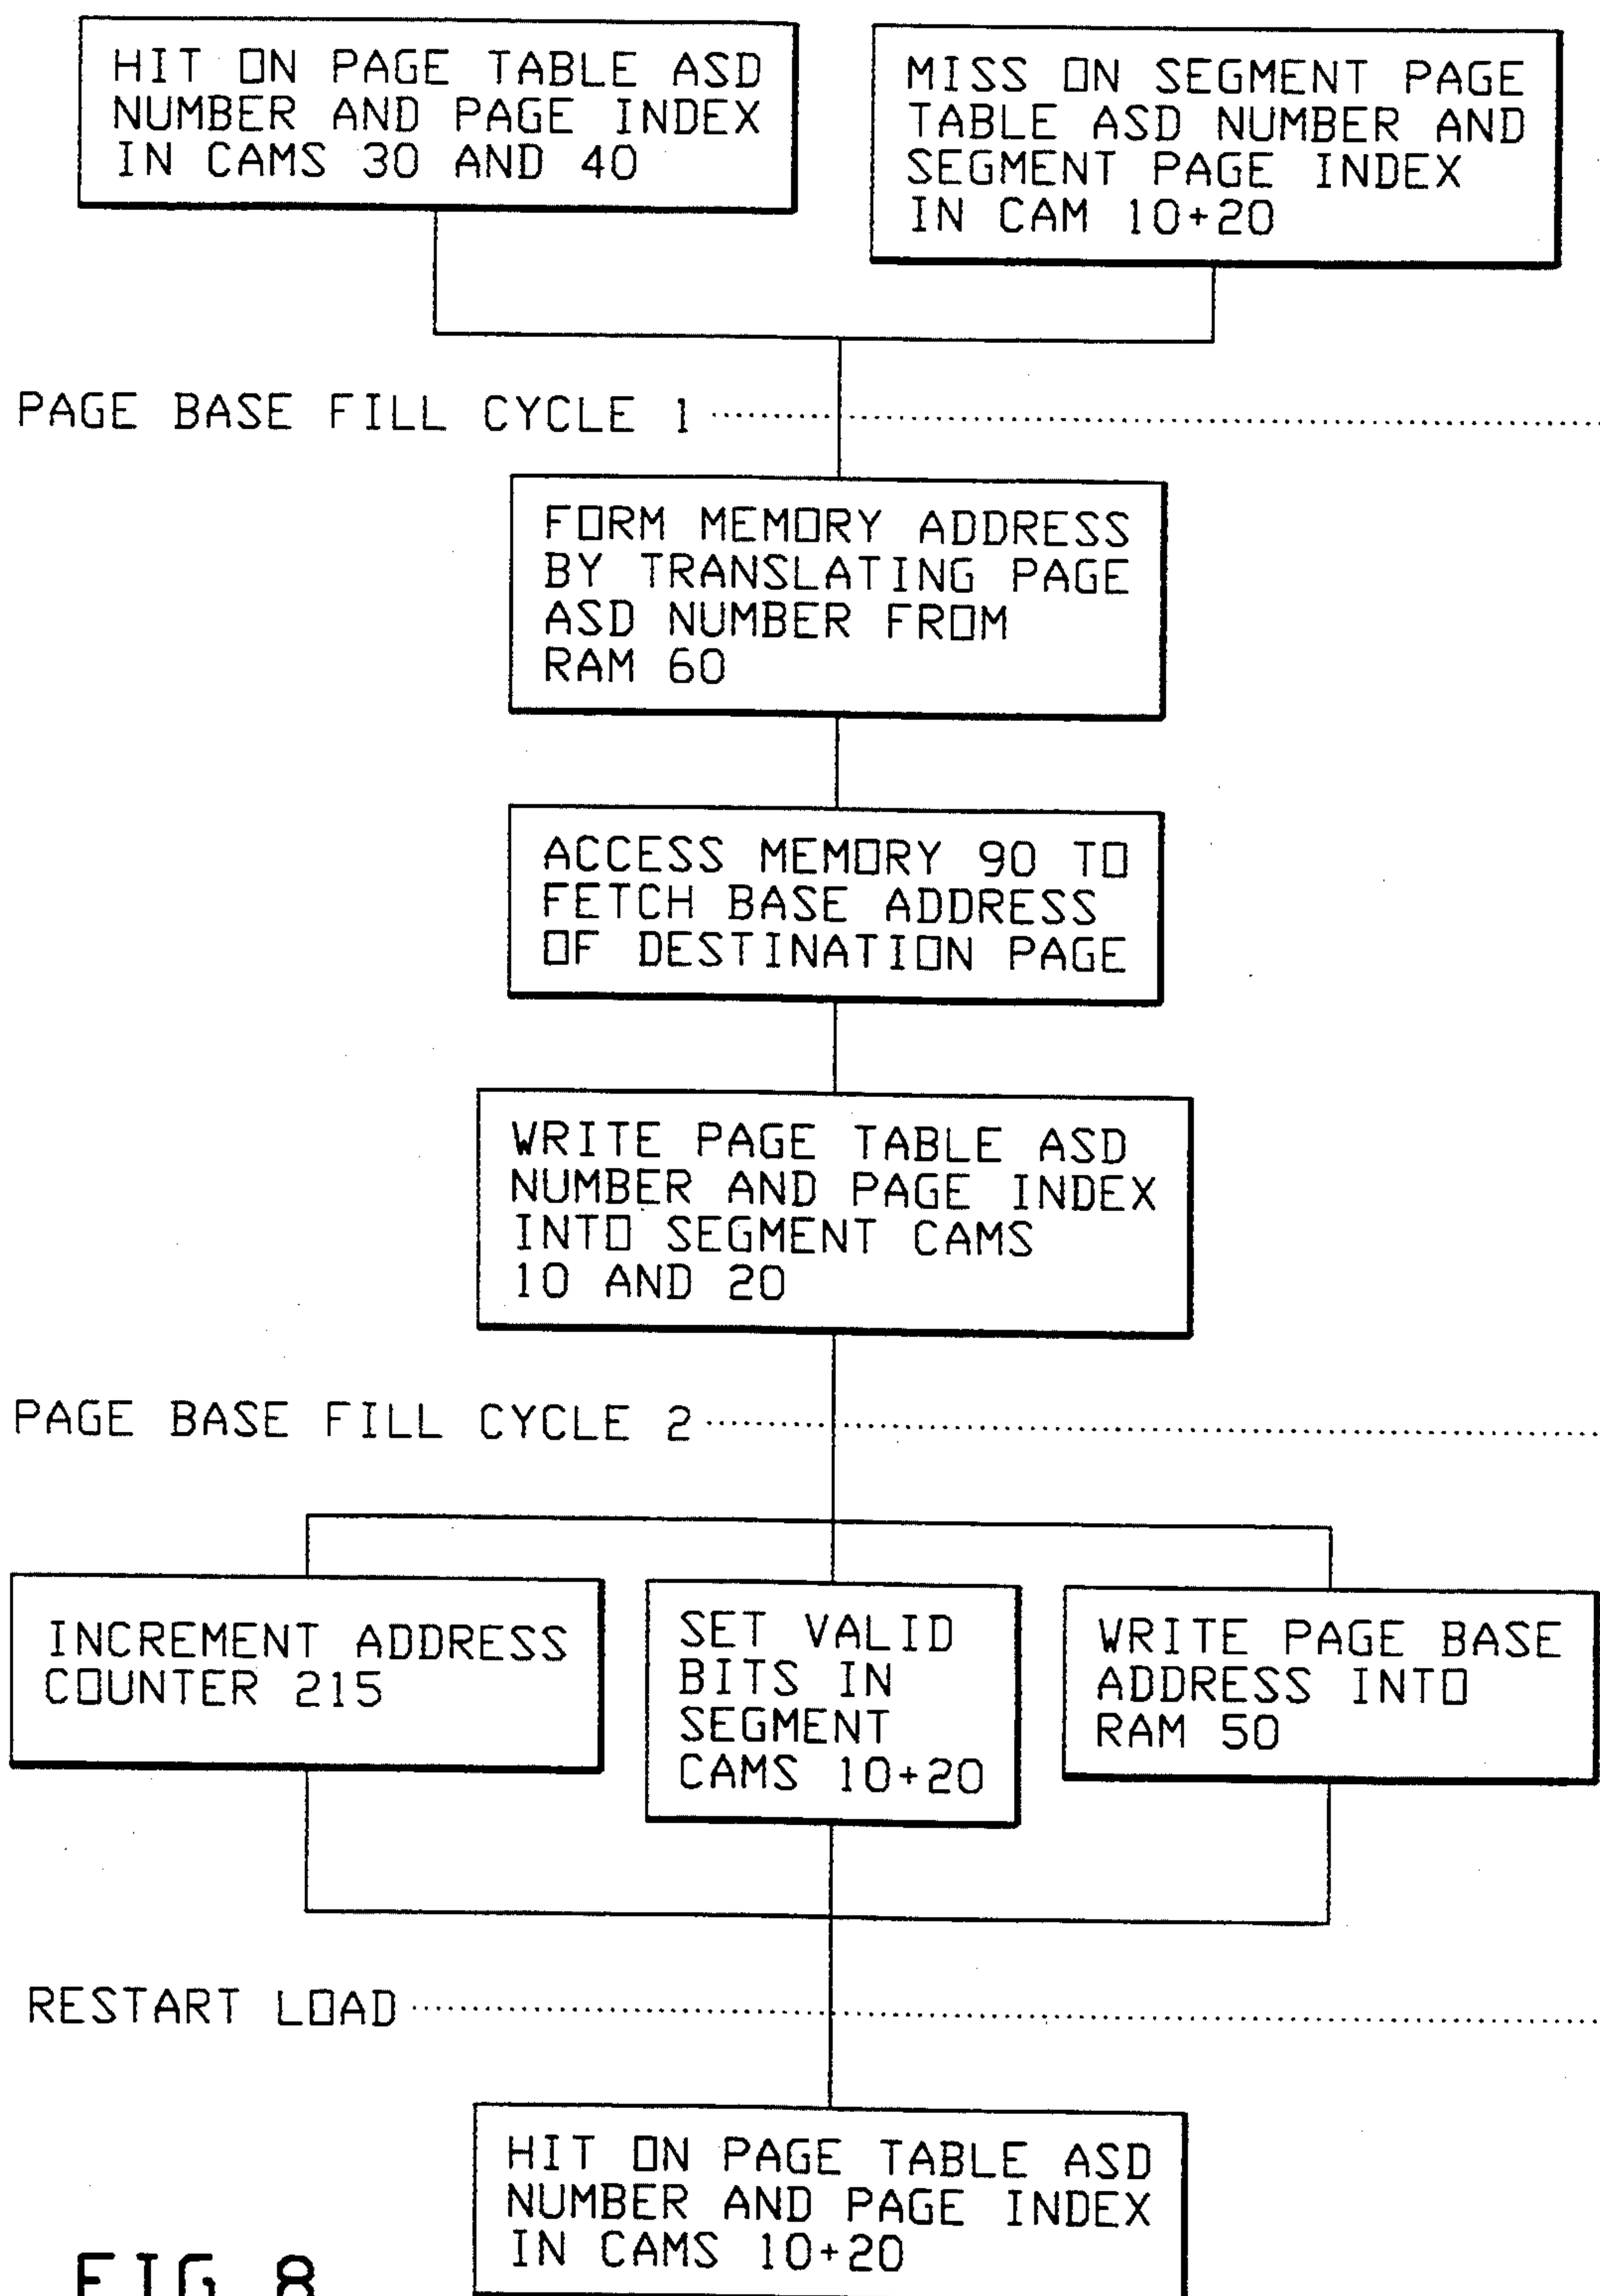 HIT ON PAGE TABLE ASD
NUMBER AND PAGE INDEX
IN CAMS 30 AND 40
MISS ON SEGMENT PAGE
TABLE ASD NUMBER AND
SEGMENT PAGE INDEX
IN CAM 10+20
PAGE BASE FILL CYCLE 1
FORM MEMORY ADDRESS
BY TRANSLATING PAGE
ASD NUMBER FROM
RAM 60
ACCESS MEMORY 90 TO
FETCH BASE ADDRESS
OF DESTINATION PAGE
WRITE PAGE TABLE ASD
NUMBER AND PAGE INDEX
INTO SEGMENT CAMS
10 AND 20
PAGE BASE FILL CYCLE 2
INCREMENT ADDRESS
COUNTER 215
SET VALID
BITS IN
SEGMENT
CAMS 10+20
WRITE PAGE BASE
ADDRESS INTO
RAM 50
RESTART LOAD
HIT ON PAGE TABLE ASD
NUMBER AND PAGE INDEX
IN CAMS 10+20
FIG 8